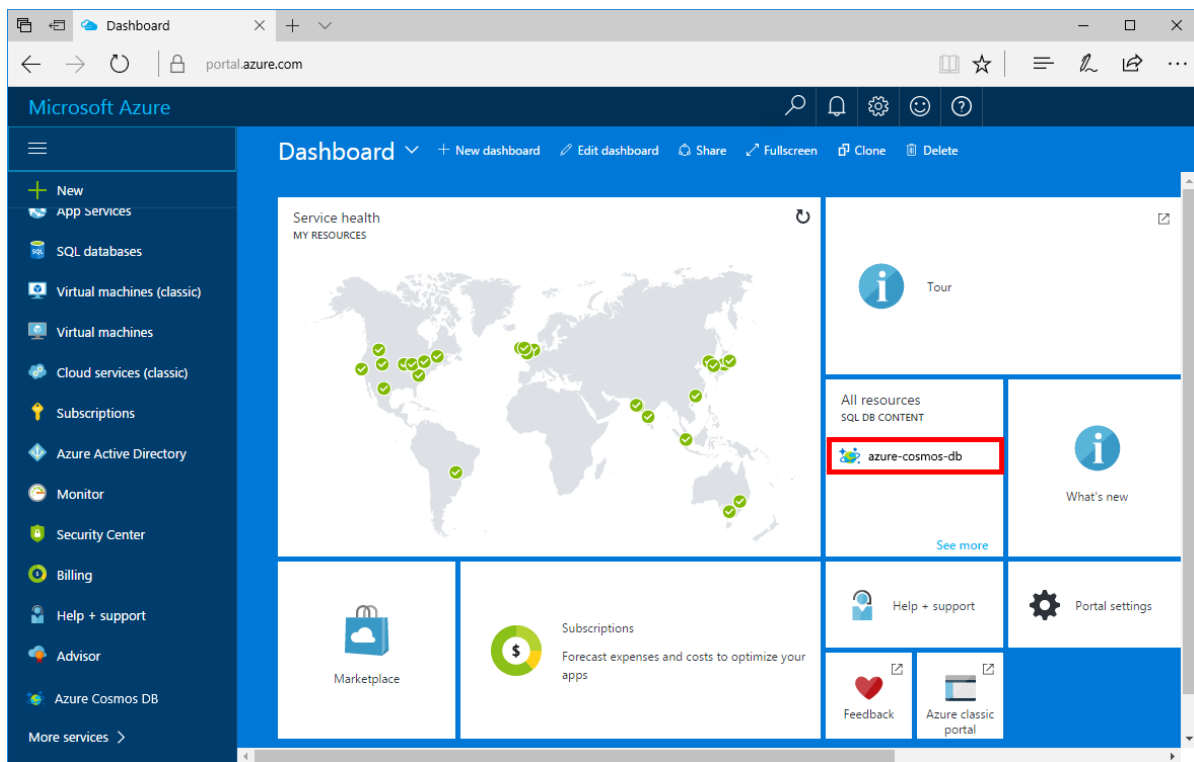 Dashboard
portal.azure.com
Microsoft Azure
Dashboard
New dashboard
Edit dashboard
Share
Fullscreen
Clone
Delete
New
App Services
SQL databases
Virtual machines (classic)
Virtual machines
Cloud services (classic)
Subscriptions
Azure Active Directory
Monitor
Security Center
Billing
Help + support
Advisor
Azure Cosmos DB
More services
Service health
MY RESOURCES
Tour
All resources
SQL DB CONTENT
azure-cosmos-db
See more
What's new
Marketplace
$
Subscriptions
Forecast expenses and costs to optimize your
apps
Help + support
Portal settings
Feedback
Azure classic
portal